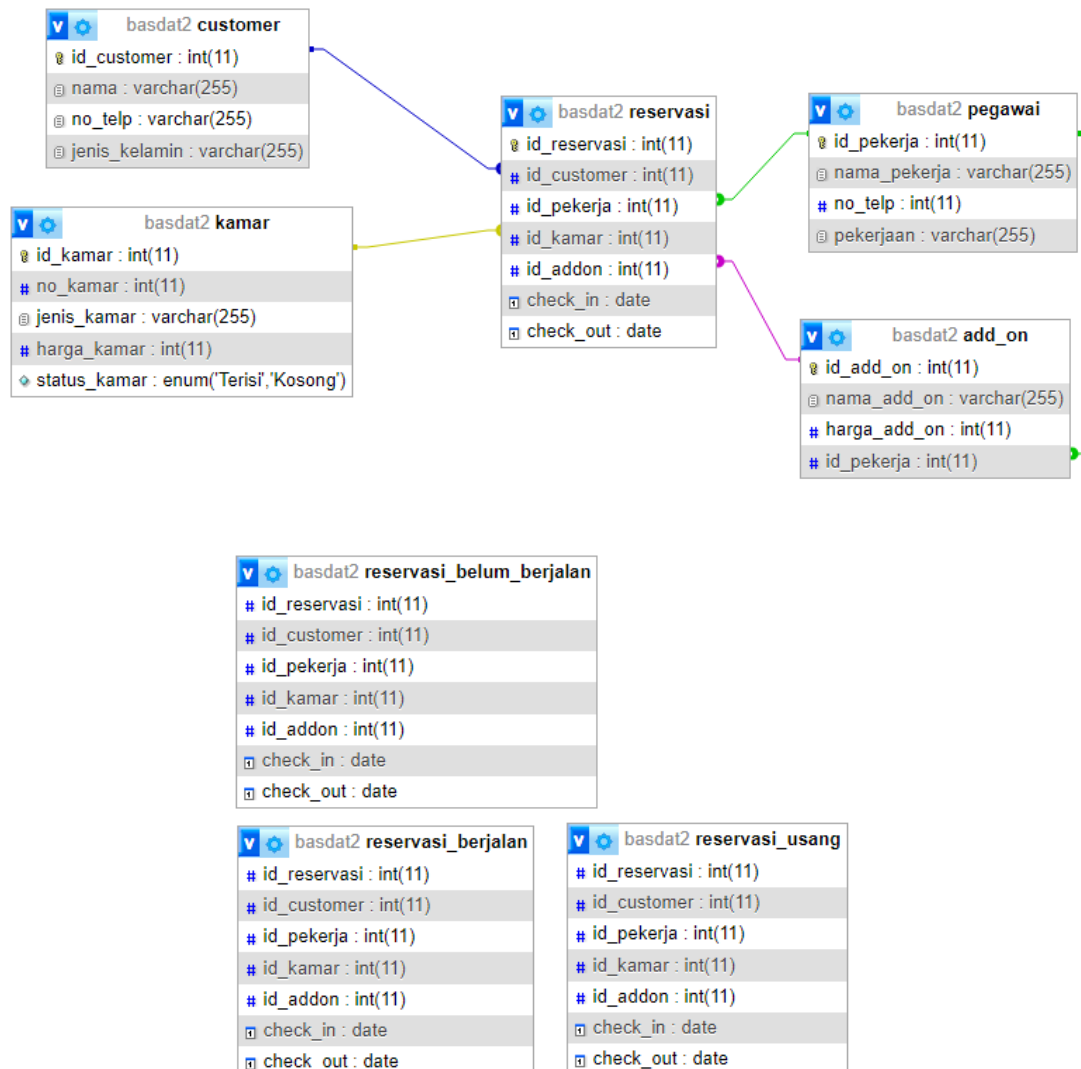 basdat2 customer
id_customer : int(11)
nama : varchar(255)
no_telp : varchar(255)
jenis_kelamin : varchar(255)
basdat2 kamar
id_kamar : int(11)
no_kamar : int(11)
jenis_kamar : varchar(255)
harga_kamar : int(11)
status_kamar : enum('Terisi','Kosong')
basdat2 reservasi
id_reservasi : int(11)
id_customer : int(11)
id_pekerja : int(11)
id_kamar : int(11)
id_addon : int(11)
check_in : date
check_out : date
basdat2 pegawai
id_pekerja : int(11)
nama_pekerja : varchar(255)
no_telp : int(11)
pekerjaan : varchar(255)
basdat2 add_on
id_add_on : int(11)
nama_add_on : varchar(255)
harga_add_on : int(11)
id_pekerja : int(11)
basdat2 reservasi_belum_berjalan
id_reservasi : int(11)
id_customer : int(11)
id_pekerja : int(11)
id_kamar : int(11)
id_addon : int(11)
check_in : date
check_out : date
basdat2 reservasi_berjalan
id_reservasi : int(11)
id_customer : int(11)
id_pekerja : int(11)
id_kamar : int(11)
id_addon : int(11)
check_in : date
check_out : date
basdat2 reservasi_usang
id_reservasi : int(11)
id_customer : int(11)
id_pekerja : int(11)
id_kamar : int(11)
id_addon : int(11)
check_in : date
check_out : date